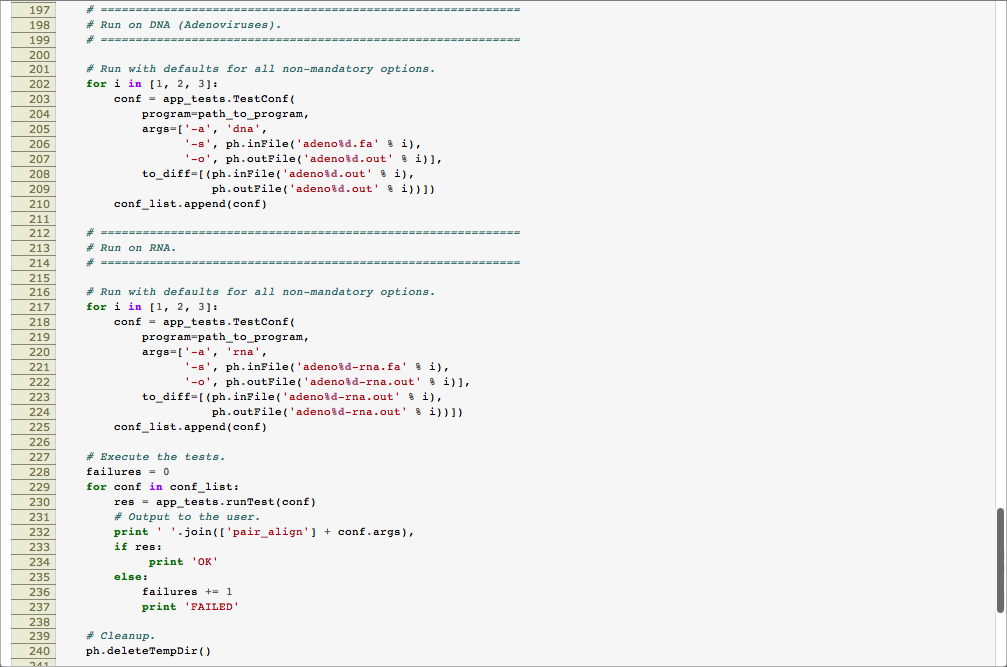 197    # ============================================================
198    # Run on DNA (Adenoviruses).
199    # ============================================================
200
201    # Run with defaults for all non-mandatory options.
202    for i in [1, 2, 3]:
203        conf = app_tests.TestConf(
204            program=path_to_program,
205            args=['-a', 'dna',
206                  '-s', ph.inFile('adeno%d.fa' % i),
207                  '-o', ph.outFile('adeno%d.out' % i)],
208            to_diff=[(ph.inFile('adeno%d.out' % i),
209                      ph.outFile('adeno%d.out' % i))])
210        conf_list.append(conf)
211
212    # ============================================================
213    # Run on RNA.
214    # ============================================================
215
216    # Run with defaults for all non-mandatory options.
217    for i in [1, 2, 3]:
218        conf = app_tests.TestConf(
219            program=path_to_program,
220            args=['-a', 'rna',
221                  '-s', ph.inFile('adeno%d-rna.fa' % i),
222                  '-o', ph.outFile('adeno%d-rna.out' % i)],
223            to_diff=[(ph.inFile('adeno%d-rna.out' % i),
224                      ph.outFile('adeno%d-rna.out' % i))])
225        conf_list.append(conf)
226
227    # Execute the tests.
228    failures = 0
229    for conf in conf_list:
230        res = app_tests.runTest(conf)
231        # Output to the user.
232        print ' '.join(['pair_align'] + conf.args),
233        if res:
234             print 'OK'
235        else:
236            failures += 1
237            print 'FAILED'
238
239    # Cleanup.
240    ph.deleteTempDir()
241